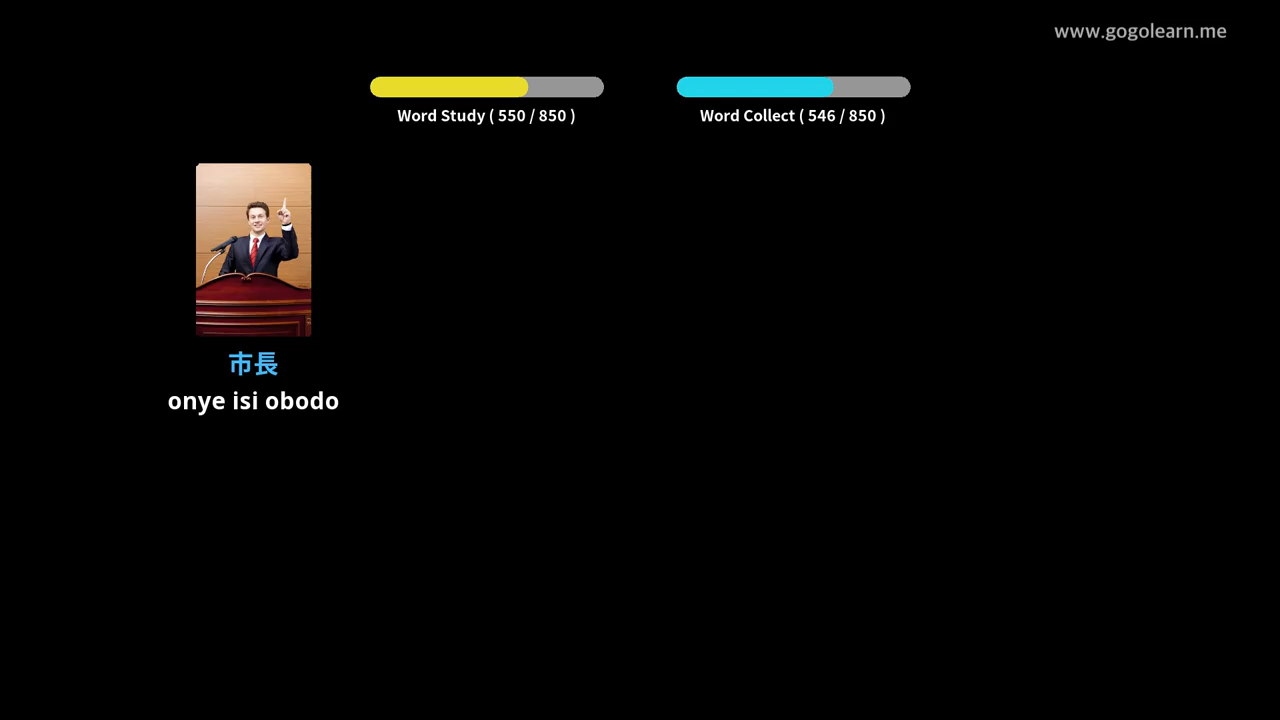 www.gogolearn.me
Word Study ( 550 / 850 )
Word Collect ( 546 / 850 )
市長
onye isi obodo